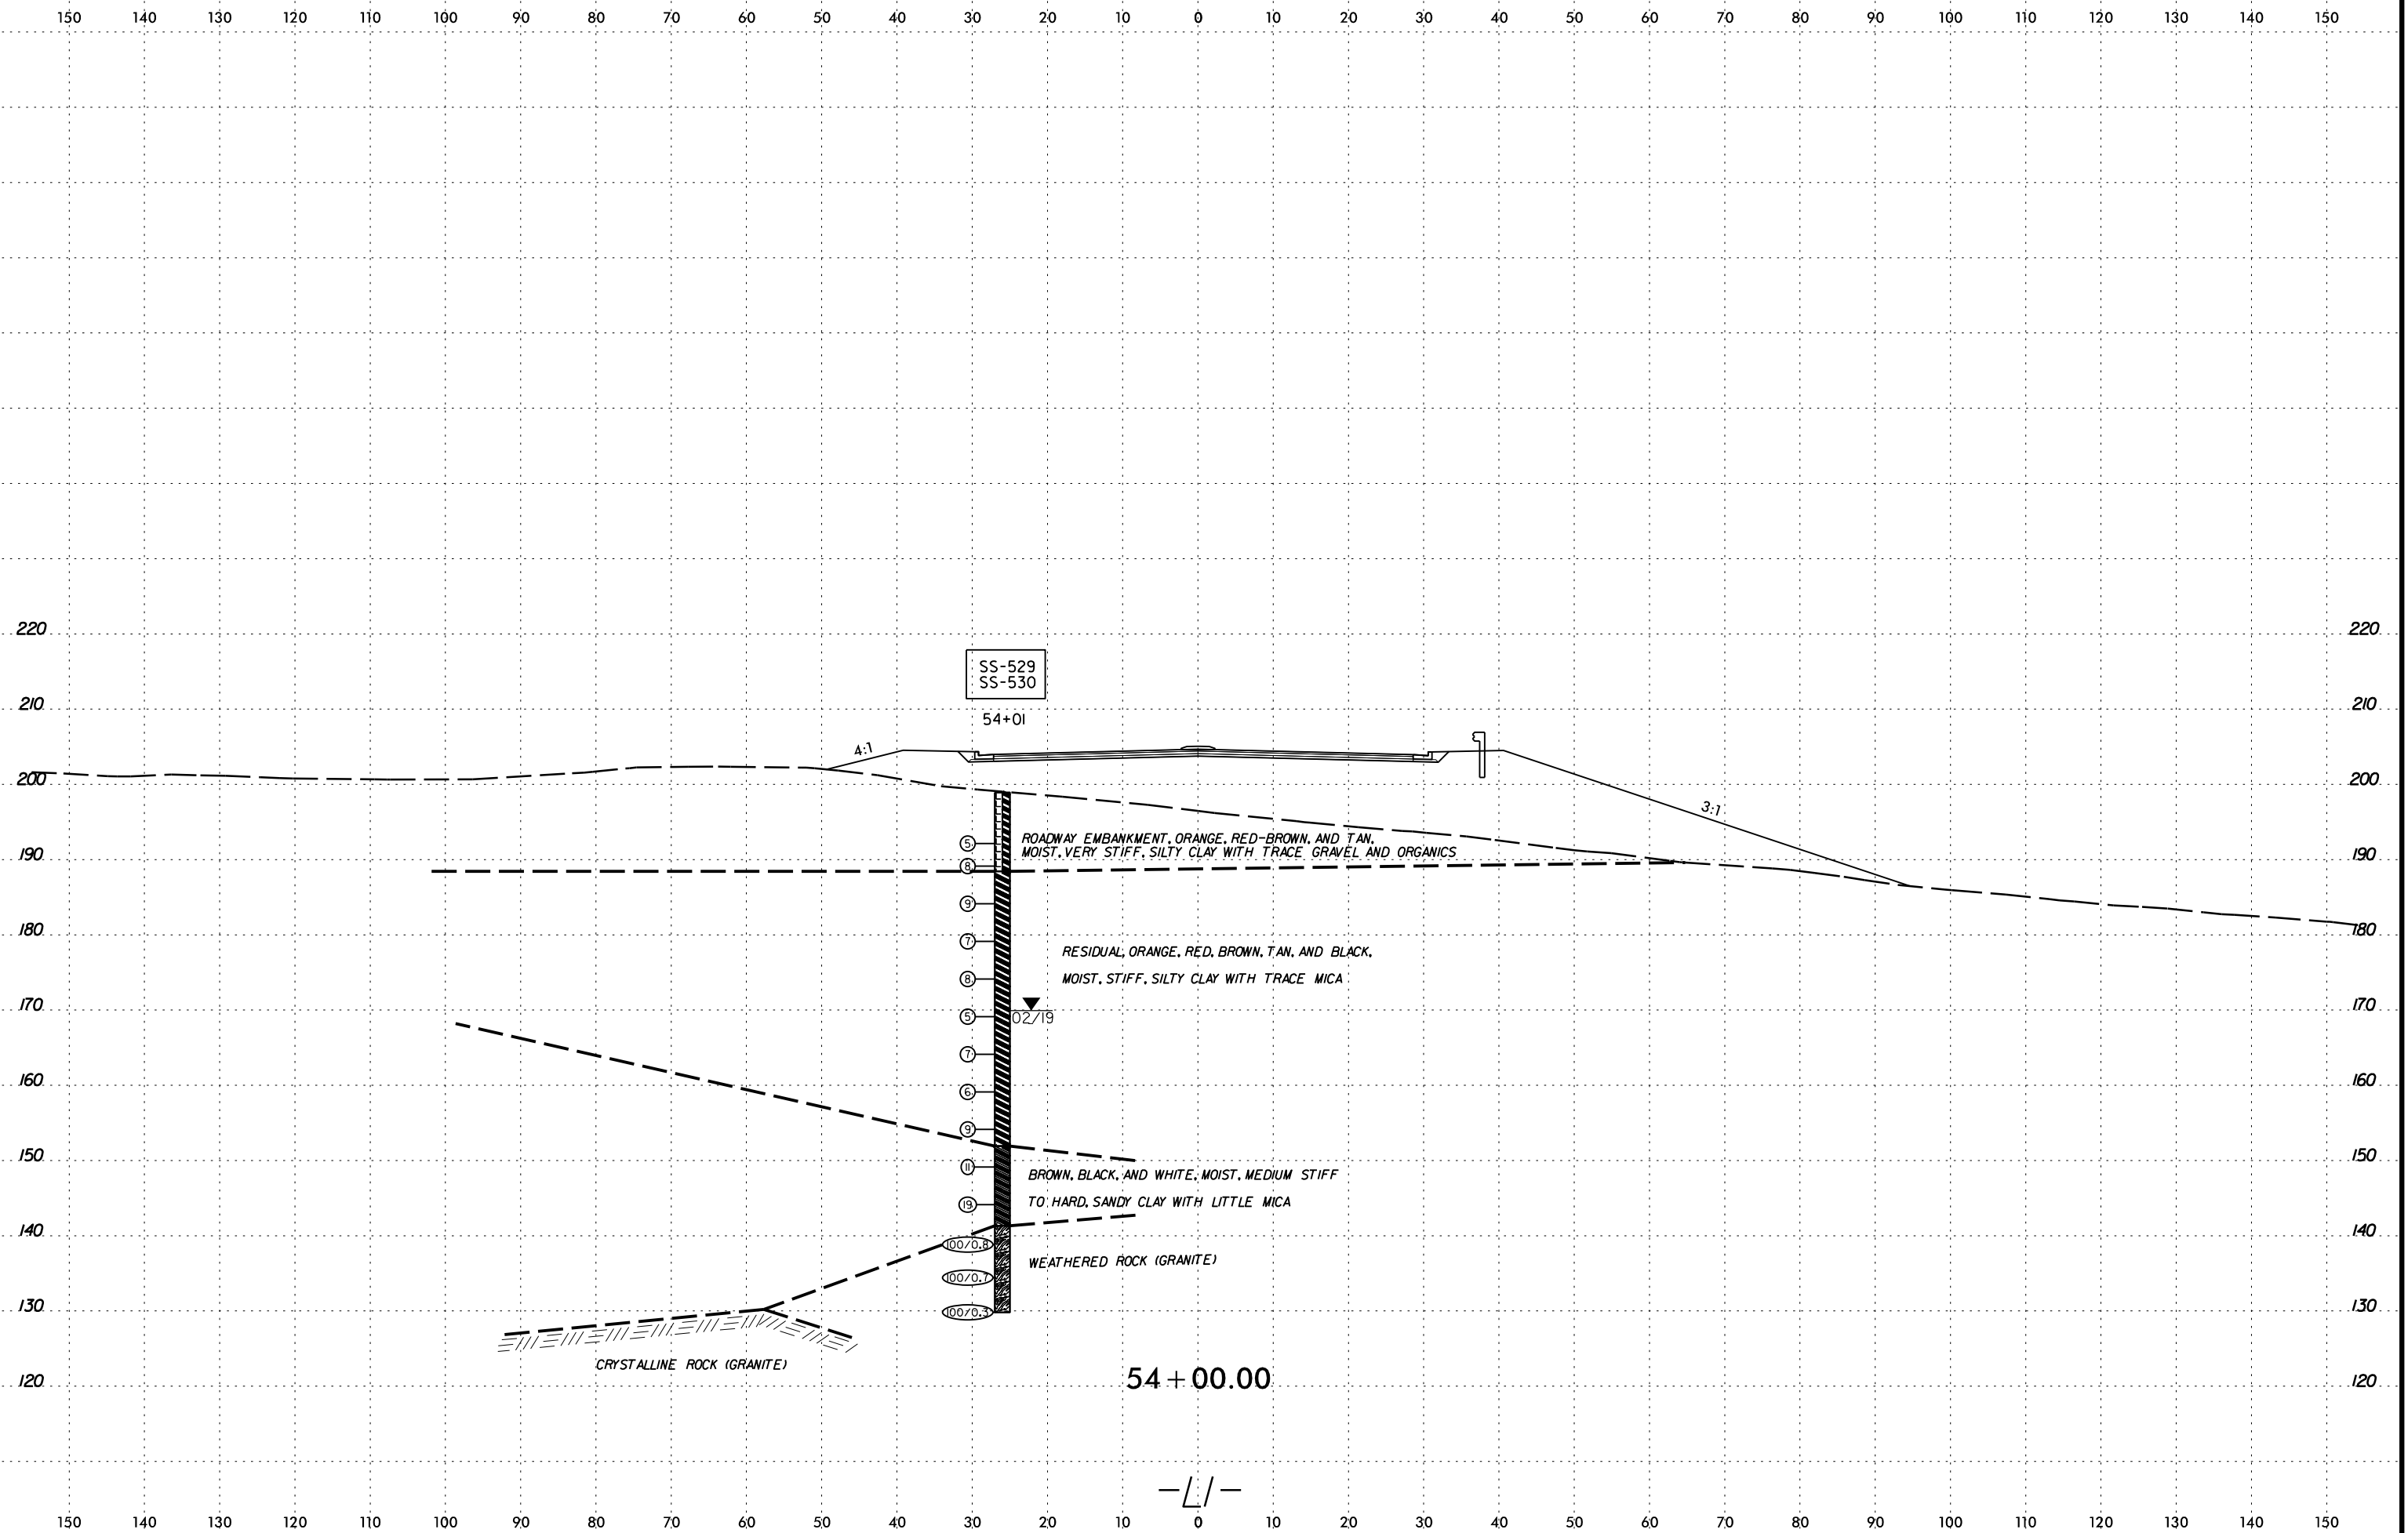 150 140 130 120 110 100 90 80 70 60 50 40 30 20 10 0 10 20 30 40 50 60 70 80 90 100 110 120 130 140 150
220 220
SS-529
SS-530
210 210
54+01
4:1
200 200
3:1
ROADWAY EMBANKMENT, ORANGE, RED-BROWN, AND TAN,
5
MOIST, VERY STIFF, SILTY CLAY WITH TRACE GRAVEL AND ORGANICS
190 190
8
9
180 180
7
RESIDUAL, ORANGE, RED, BROWN, TAN, AND BLACK,
MOIST, STIFF, SILTY CLAY WITH TRACE MICA
8
170 170
5
02/19
7
160 160
6
9
150 150
11
BROWN, BLACK, AND WHITE, MOIST, MEDIUM STIFF
TO HARD, SANDY CLAY WITH LITTLE MICA
19
140 140
100/0.8
WEATHERED ROCK (GRANITE)
100/0.7
130 130
100/0.3
CRYSTALLINE ROCK (GRANITE)
120 120
54+00.00
-L1-
150 140 130 120 110 100 90 80 70 60 50 40 30 20 10 0 10 20 30 40 50 60 70 80 90 100 110 120 130 140 150